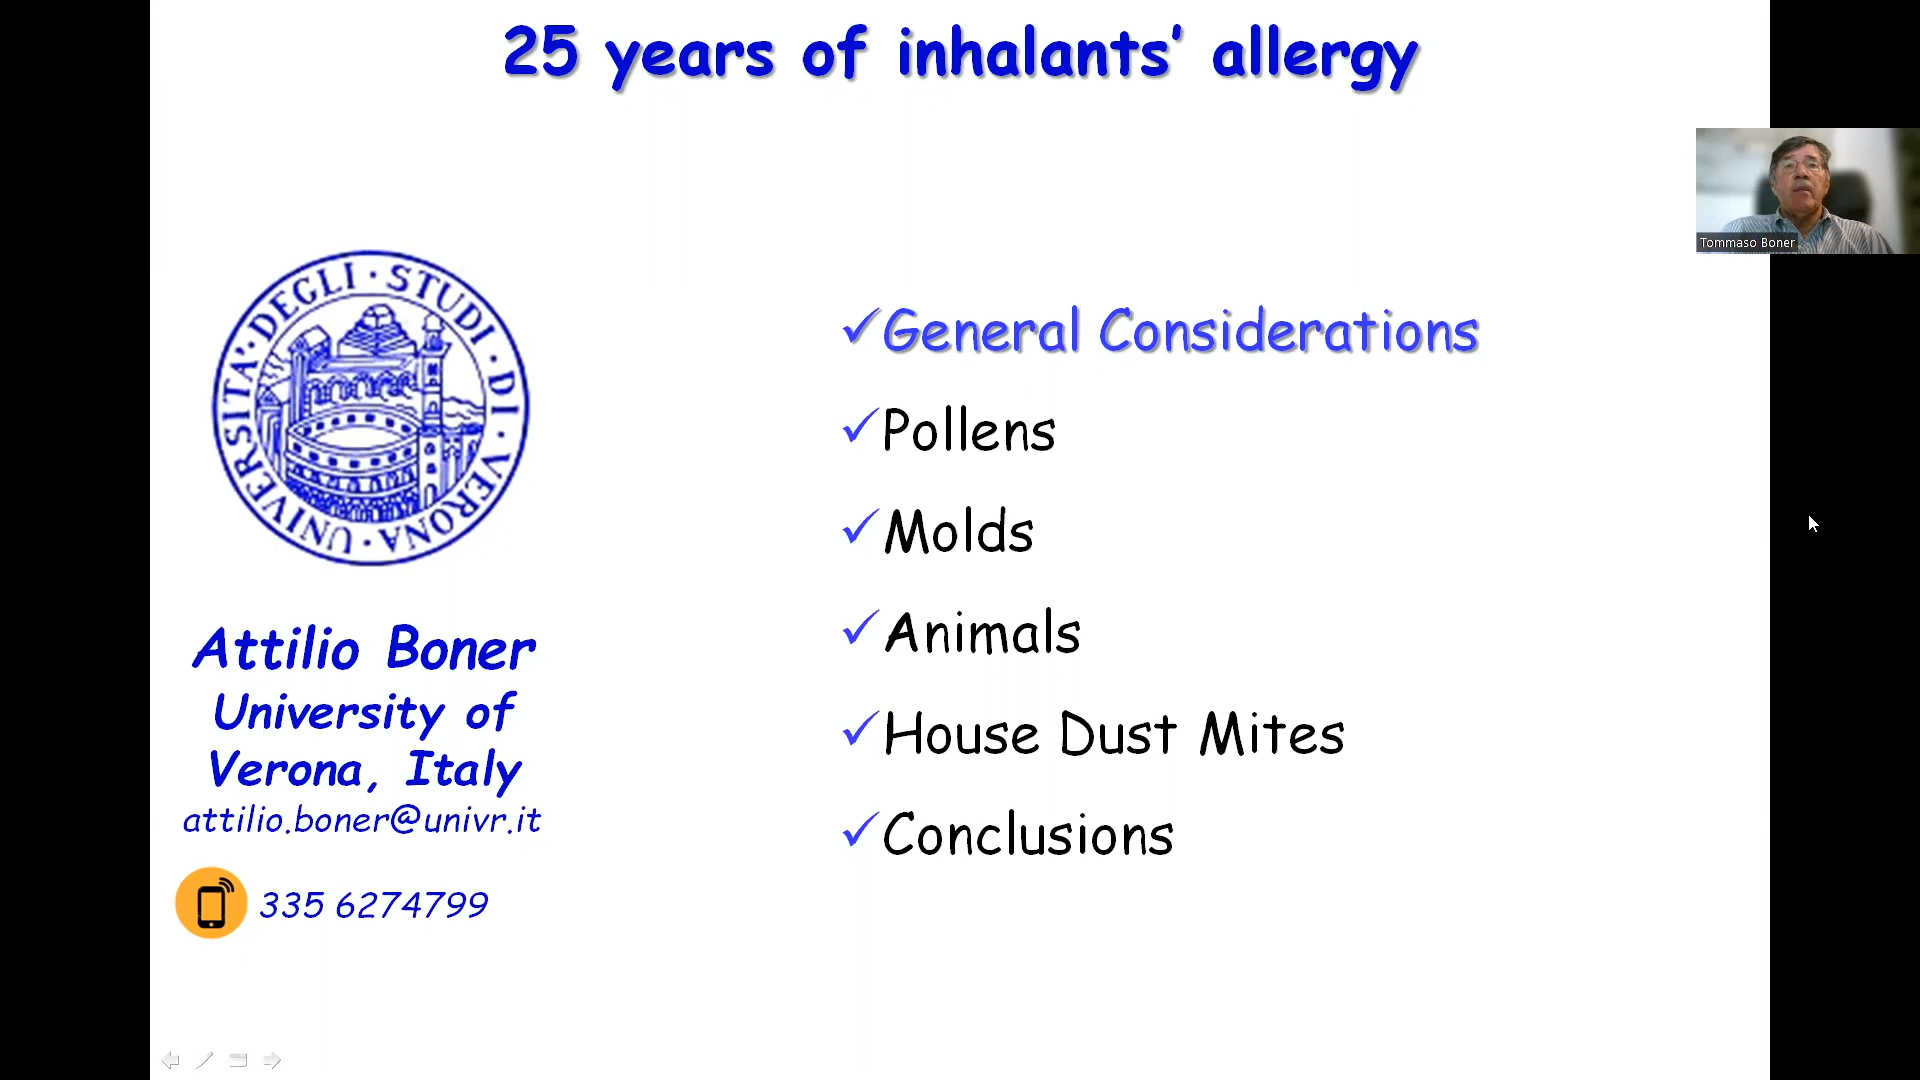 25 years of inhalants’ allergy
Tommaso Boner
UNIVERSITA'·DEGLI·STUDI·DI·VERONA·
✓General Considerations
✓Pollens
✓Molds
✓Animals
✓House Dust Mites
✓Conclusions
Attilio Boner
University of
Verona, Italy
attilio.boner@univr.it
335 6274799